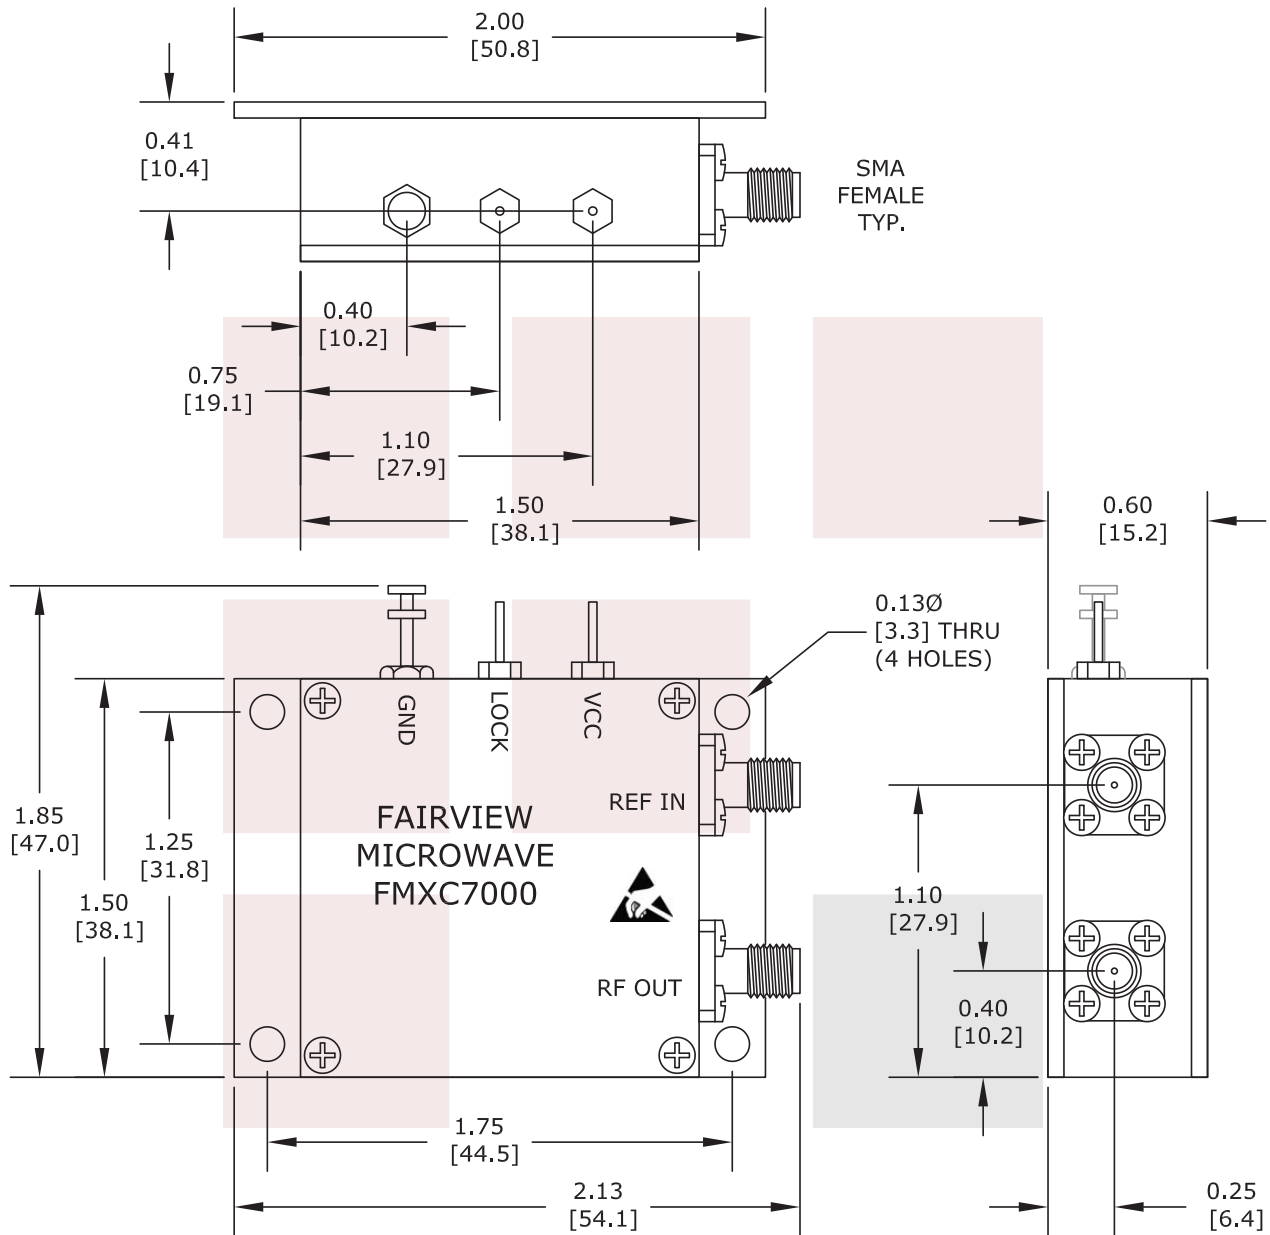 2.00
[50.8]
0.41
[10.4]
SMA
FEMALE
TYP.
0.40
[10.2]
0.75
[19.1]
1.10
[27.9]
1.50
[38.1]
0.60
[15.2]
0.13Ø
[3.3] THRU
(4 HOLES)
GND
LOCK
VCC
REF IN
FAIRVIEW
MICROWAVE
FMXC7000
RF OUT
1.85
[47.0]
1.25
[31.8]
1.50
[38.1]
1.10
[27.9]
0.40
[10.2]
1.75
[44.5]
2.13
[54.1]
0.25
[6.4]